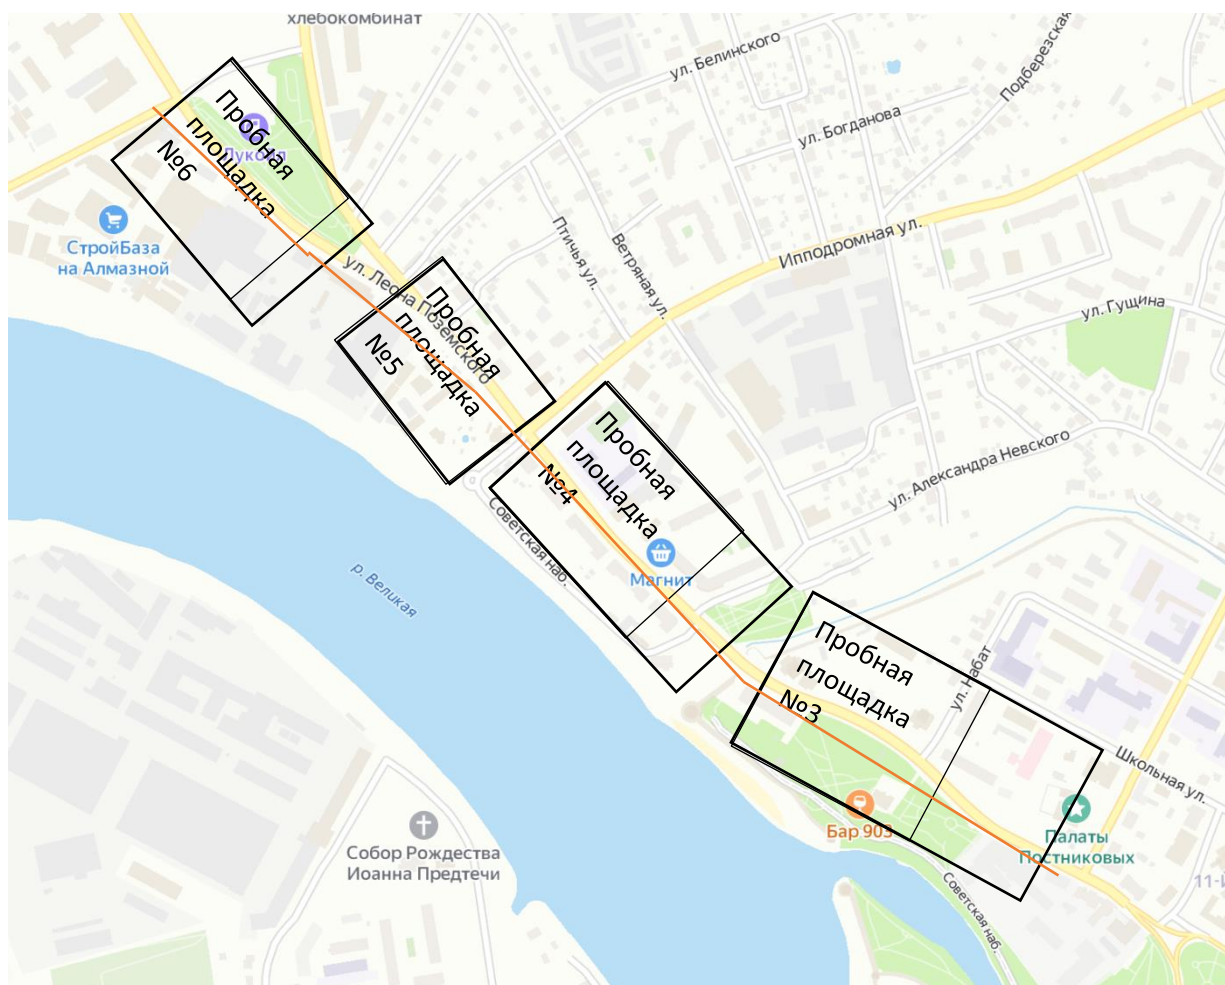 хлебокомбинат
ул. Белинского
Подберезская
ул. Богданова
Пробная
площадка
№6
Лукойл
СтройБаза
на Алмазной
Птичья ул.
Ветряная ул.
Ипподромная ул.
ул. Гущина
ул. Леона Поземского
Пробная
площадка
№5
Пробная
площадка
№4
ул. Александра Невского
Советская наб.
Магнит
р. Великая
Пробная
площадка
№3
ул. Набат
Школьная ул.
Бар 903
Палаты
Постниковых
Собор Рождества
Иоанна Предтечи
Советская наб.